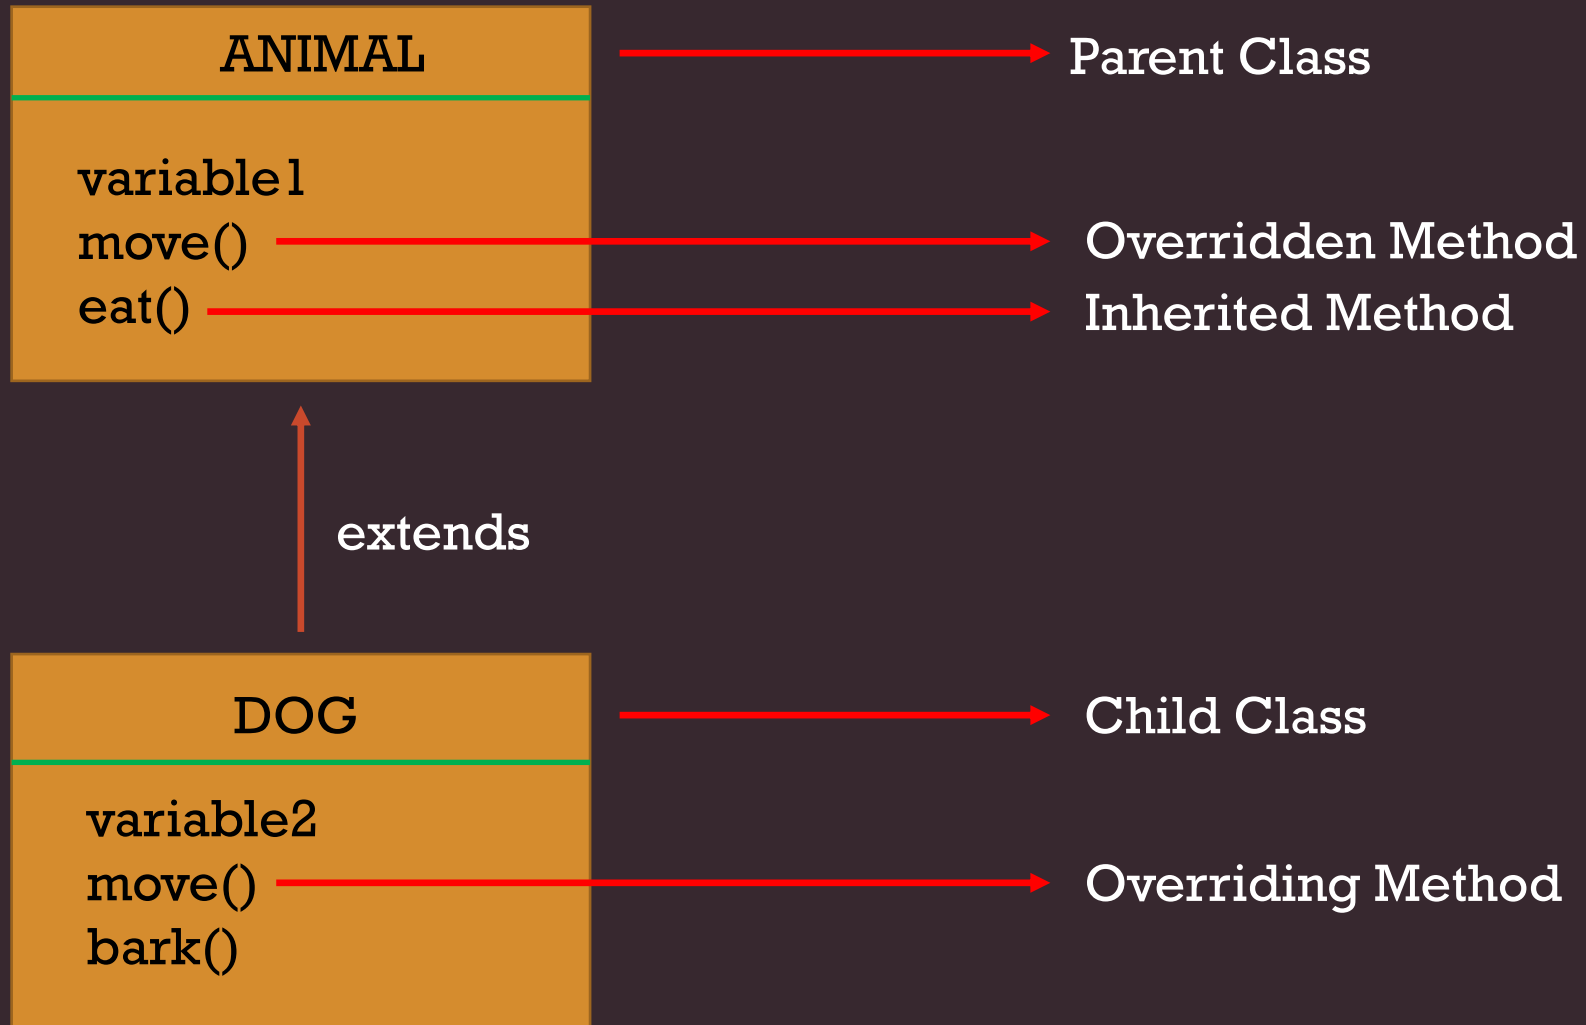 ANIMAL
Parent Class
variable1
move()
Overridden Method
eat()
Inherited Method
extends
DOG
Child Class
variable2
move()
Overriding Method
bark()